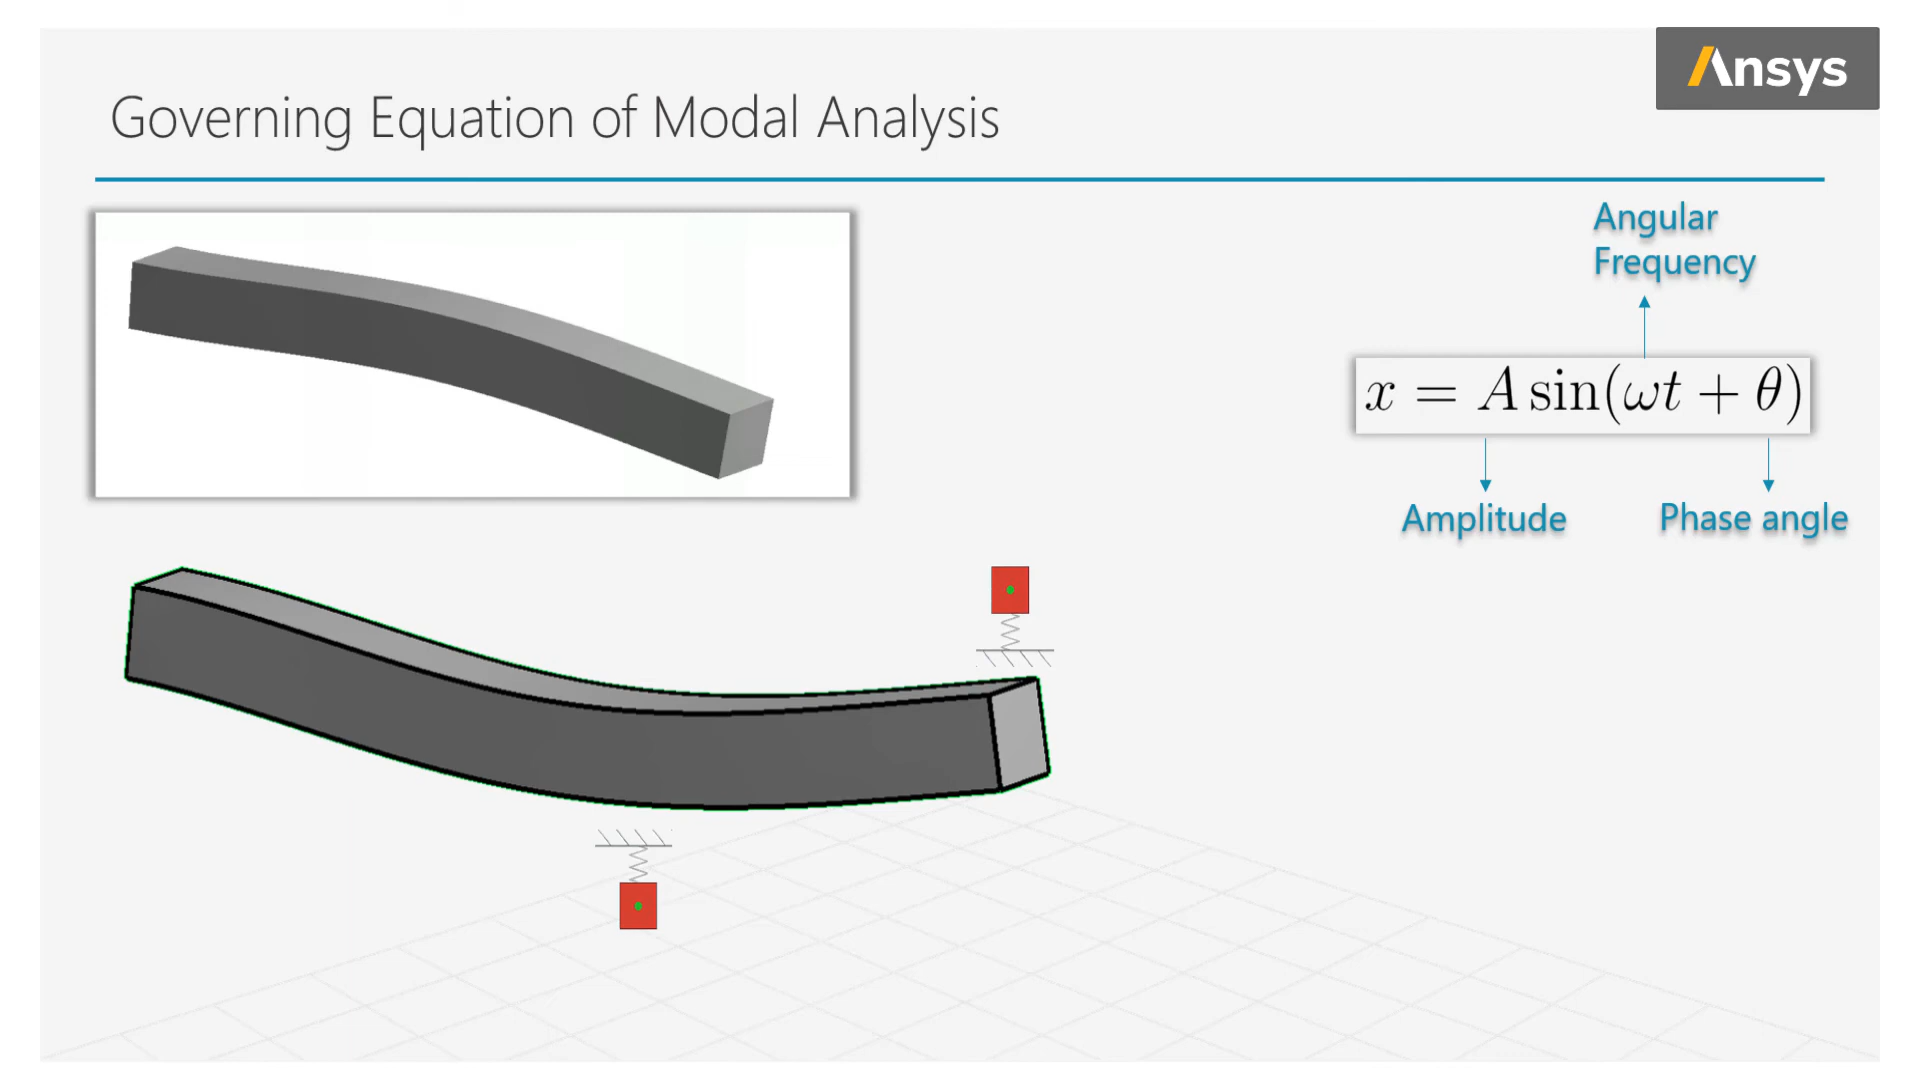 Ansys
Governing Equation of Modal Analysis
Angular
Frequency
x = A sin(ωt + θ)
Amplitude
Phase angle